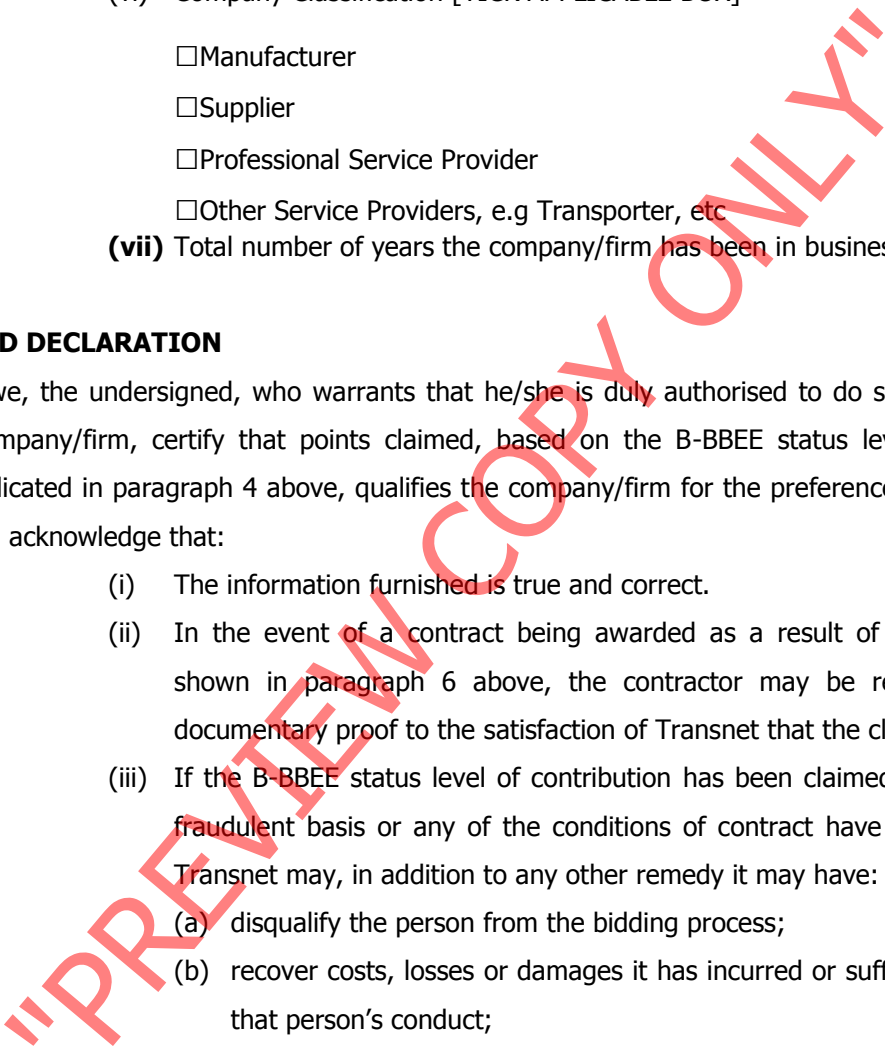 ☐Manufacturer
☐Supplier
☐Professional Service Provider
☐Other Service Providers, e.g Transporter, etc
(vii) Total number of years the company/firm has been in busines
D DECLARATION
we, the undersigned, who warrants that he/she is duly authorised to do s
mpany/firm, certify that points claimed, based on the B-BBEE status lev
dicated in paragraph 4 above, qualifies the company/firm for the preference
acknowledge that:
(i) The information furnished is true and correct.
(ii) In the event of a contract being awarded as a result of
shown in paragraph 6 above, the contractor may be re
documentary proof to the satisfaction of Transnet that the cl
(iii) If the B-BBEE status level of contribution has been claimed
fraudulent basis or any of the conditions of contract have
Transnet may, in addition to any other remedy it may have:
(a) disqualify the person from the bidding process;
(b) recover costs, losses or damages it has incurred or suff
that person's conduct;
"PREVIEW COPY ONLY"